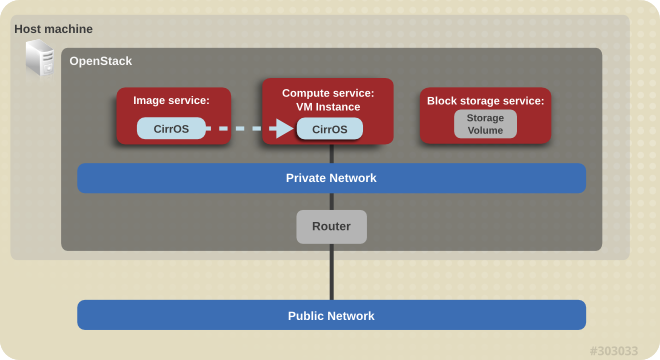 Host machine
OpenStack
Image service:
CirrOS
Compute service:
VM Instance
CirrOS
Block storage service:
Storage
Volume
Private Network
Router
Public Network
#303033